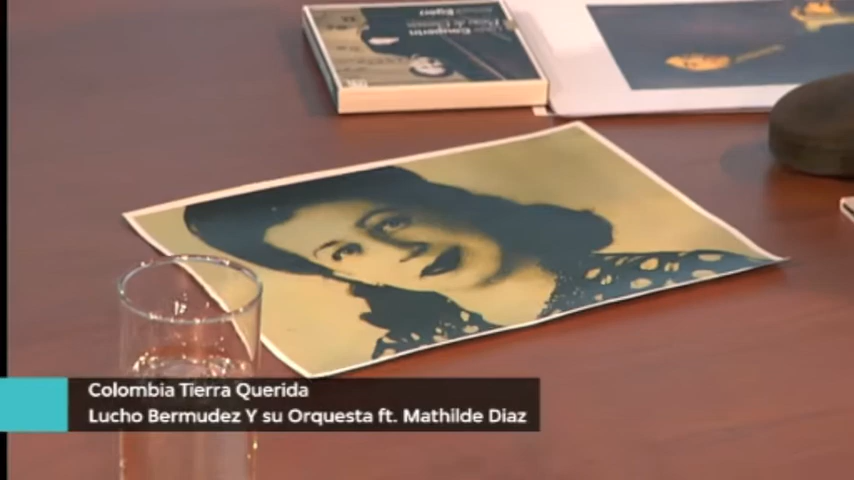 Colombia Tierra Querida
Lucho Bermudez Y su Orquesta ft. Mathilde Diaz